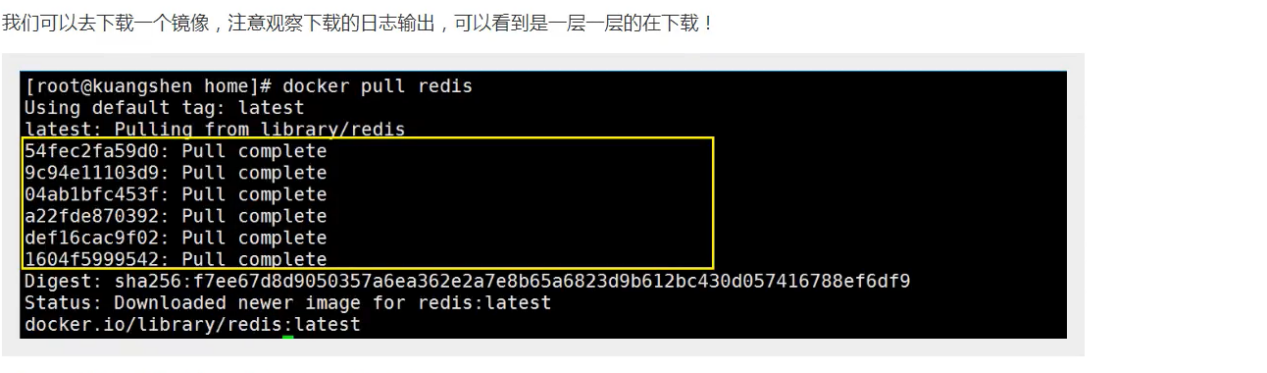 我们可以去下载一个镜像，注意观察下载的日志输出，可以看到是一层一层的在下载！
[root@kuangshen home]# docker pull redis
Using default tag: latest
latest: Pulling from library/redis
54fec2fa59d0: Pull complete
9c94e11103d9: Pull complete
04ab1bfc453f: Pull complete
a22fde870392: Pull complete
def16cac9f02: Pull complete
1604f5999542: Pull complete
Digest: sha256:f7ee67d8d9050357a6ea362e2a7e8b65a6823d9b612bc430d057416788ef6df9
Status: Downloaded newer image for redis:latest
docker.io/library/redis:latest